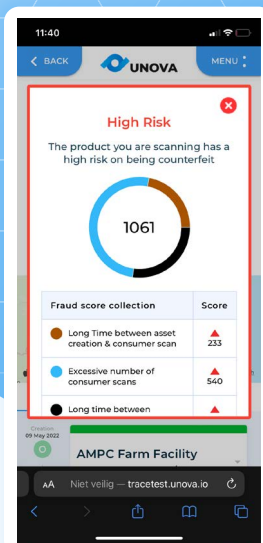 11:40
BACK
UNOVA
MENU
High Risk
The product you are scanning has a
high risk on being counterfeit
1061
Fraud score collection
Score
Long Time between asset
creation & consumer scan
233
Excessive number of
consumer scans
540
Long time between
Creation
09 May 2022
AMPC Farm Facility
AA
Niet veilig — tracetest.unova.io